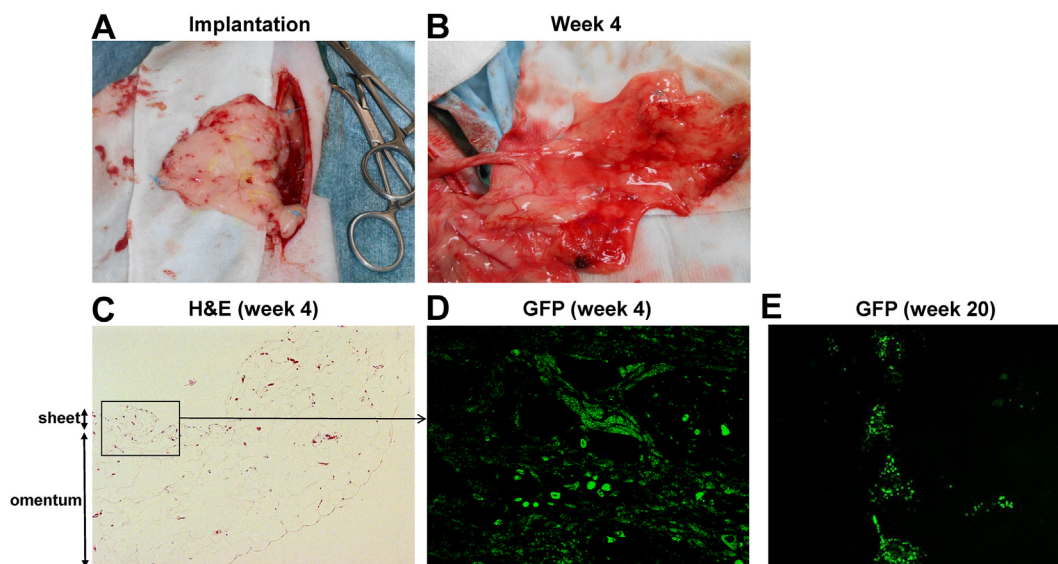 A Implantation
B Week 4
C H&E (week 4)
D GFP (week 4)
E GFP (week 20)
sheet
omentum